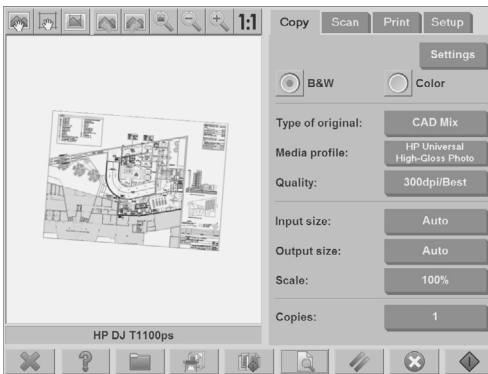 1:1
Copy Scan Print Setup
Settings
B&W Color
Type of original: CAD Mix
Media profile: HP Universal
High-Gloss Photo
Quality: 300dpi/Best
Input size: Auto
Output size: Auto
Scale: 100%
Copies: 1
HP DJ T1100ps